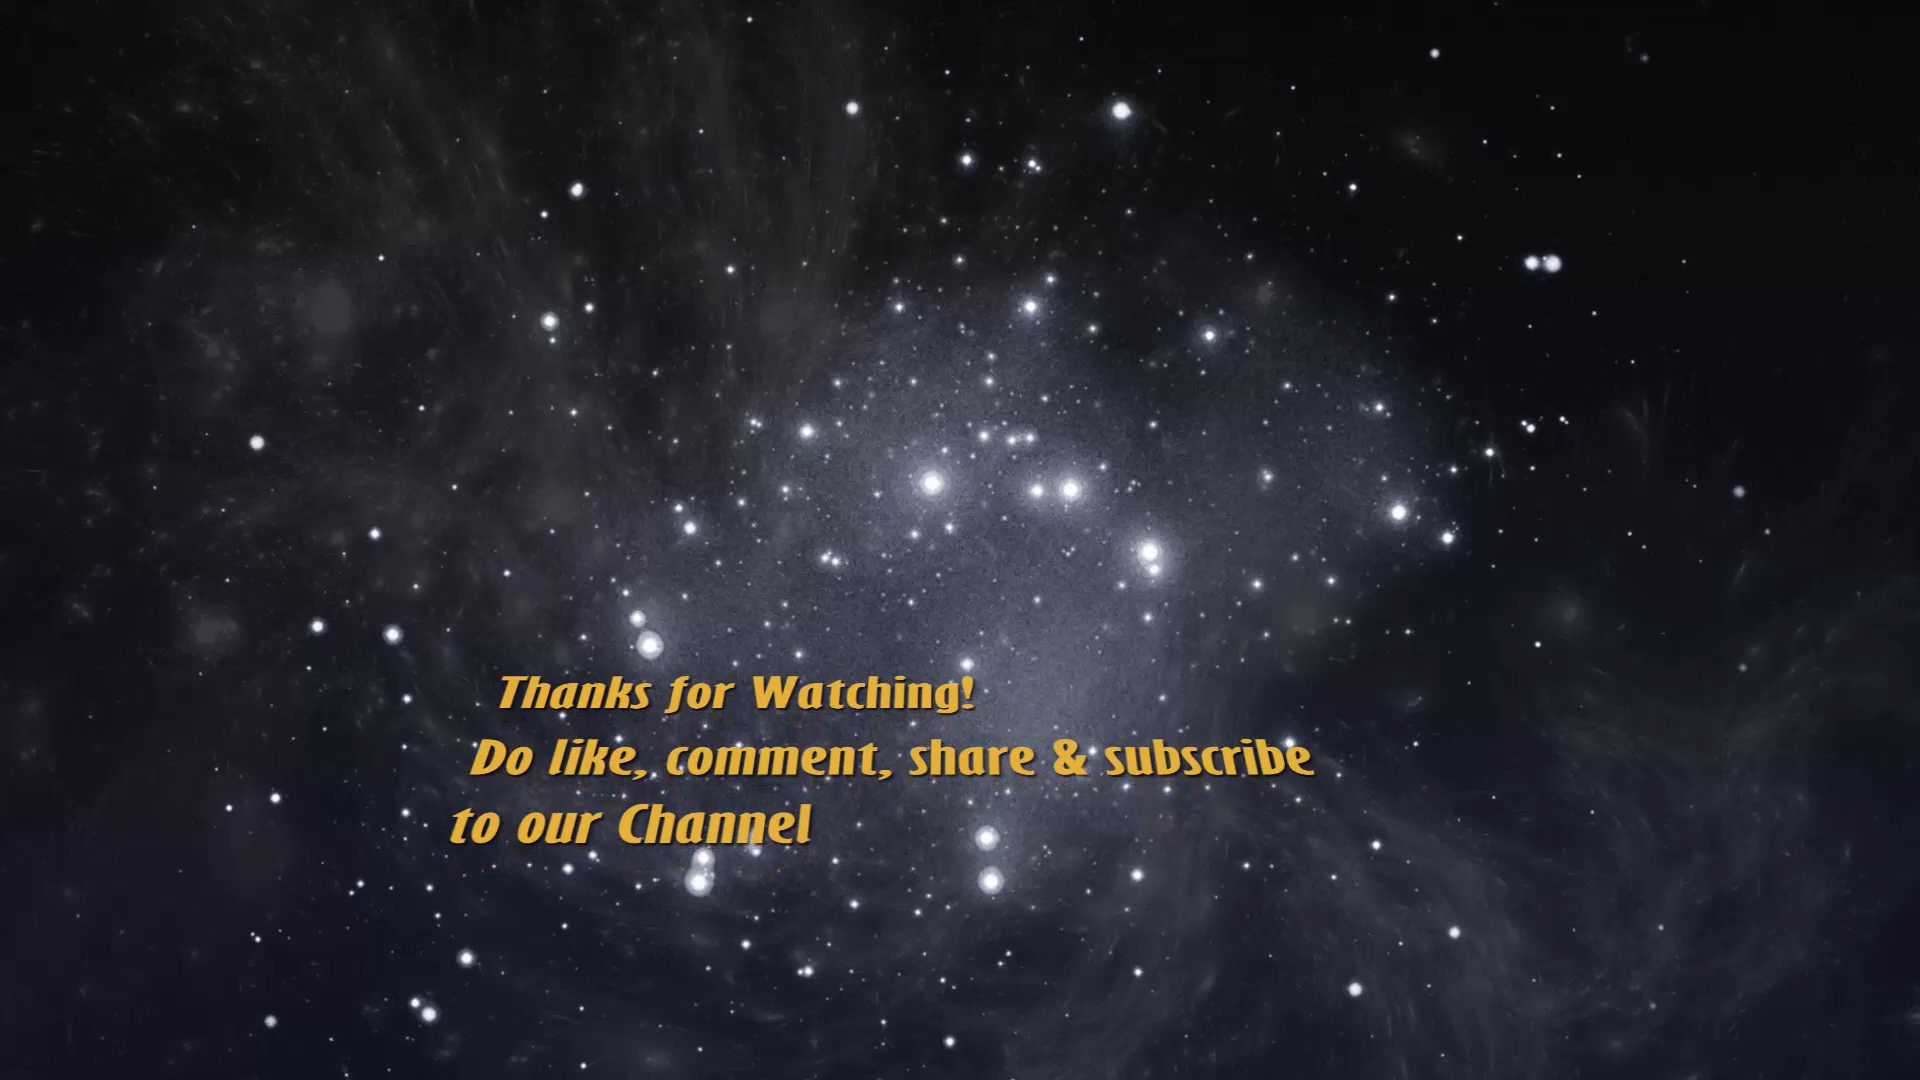 Thanks for Watching!
Do like, comment, share & subscribe
to our Channel